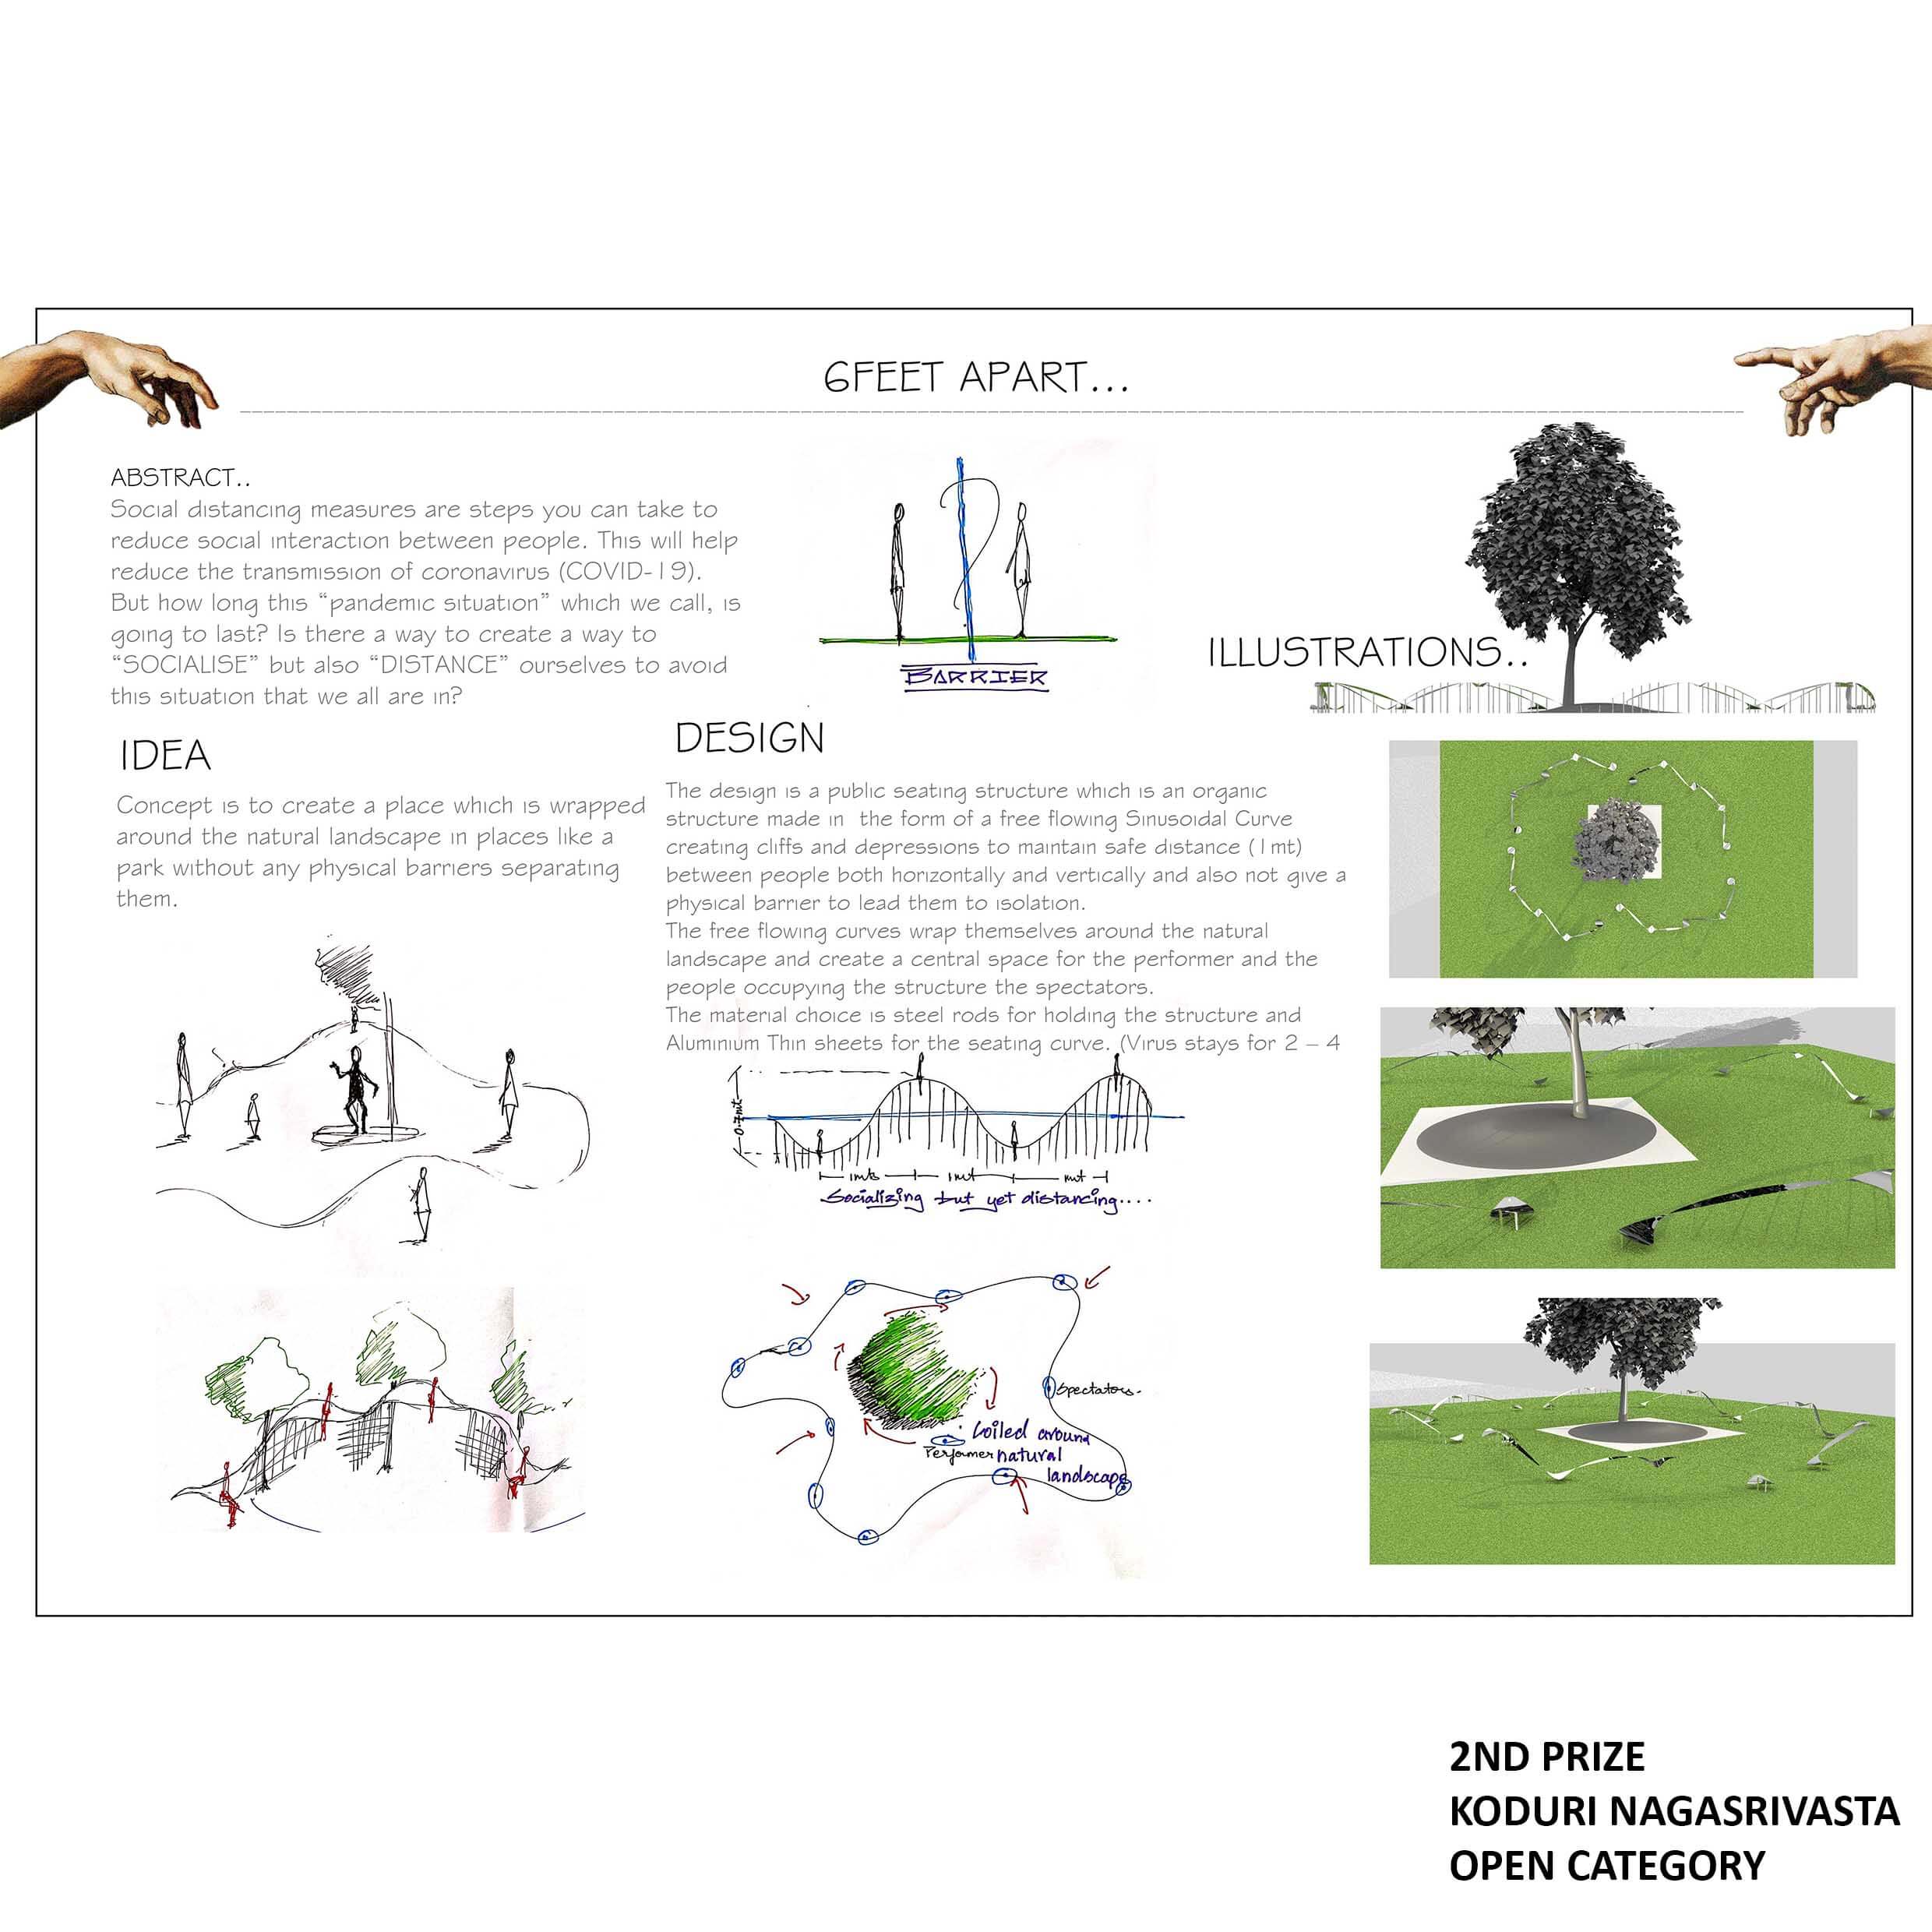 6FEET APART...
ABSTRACT..
Social distancing measures are steps you can take to
reduce social interaction between people. This will help
reduce the transmission of coronavirus (COVID-19).
But how long this “pandemic situation” which we call, is
going to last? Is there a way to create a way to
“SOCIALISE” but also “DISTANCE” ourselves to avoid
this situation that we all are in?
BARRIER
ILLUSTRATIONS..
IDEA
Concept is to create a place which is wrapped
around the natural landscape in places like a
park without any physical barriers separating
them.
DESIGN
The design is a public seating structure which is an organic
structure made in the form of a free flowing Sinusoidal Curve
creating cliffs and depressions to maintain safe distance (1mt)
between people both horizontally and vertically and also not give a
physical barrier to lead them to isolation.
The free flowing curves wrap themselves around the natural
landscape and create a central space for the performer and the
people occupying the structure the spectators.
The material choice is steel rods for holding the structure and
Aluminium Thin sheets for the seating curve. (Virus stays for 2 – 4
0.7mt
1mt
Socializing but yet distancing....
Spectators.
Coiled around
Performer natural
landscape
2ND PRIZE
KODURI NAGASRIVASTA
OPEN CATEGORY